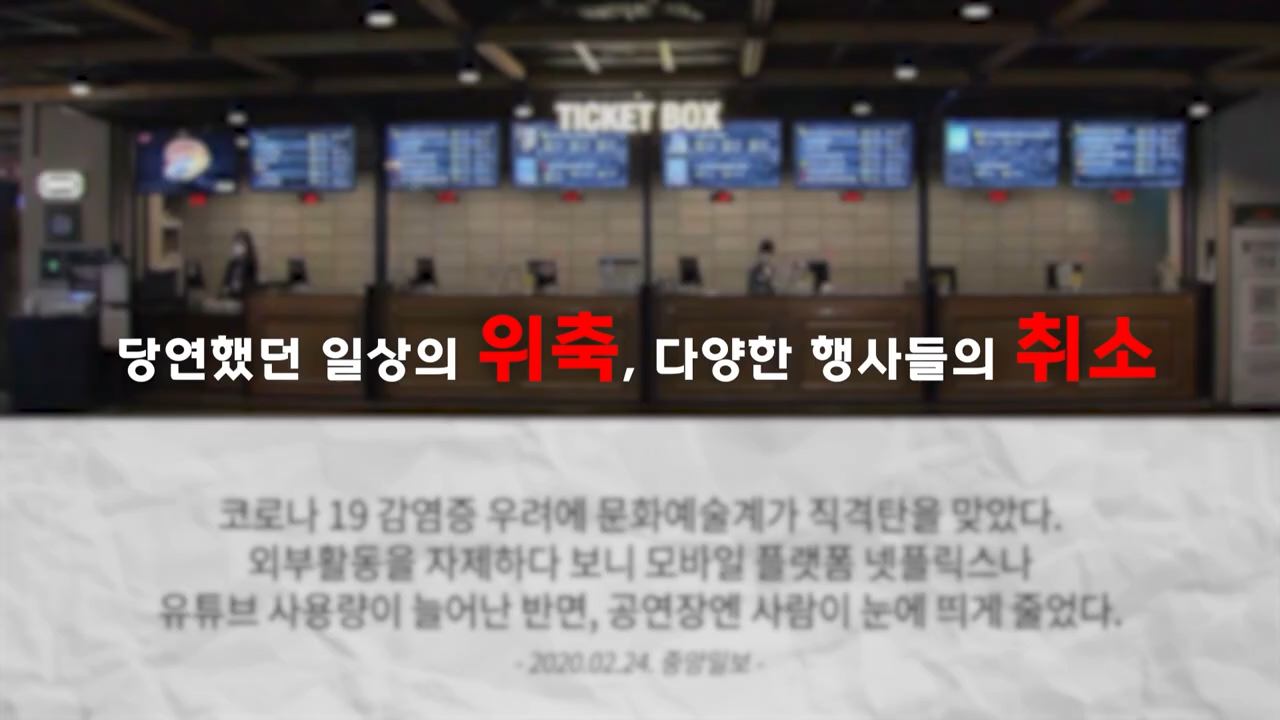 TICKET BOX
당연했던 일상의 위축, 다양한 행사들의 취소
코로나 19 감염증 우려에 문화예술계가 직격탄을 맞았다.
외부활동을 자제하다 보니 모바일 플랫폼 넷플릭스나
유튜브 사용량이 늘어난 반면, 공연장엔 사람이 눈에 띄게 줄었다.
- 2020.02.24. 중앙일보 -